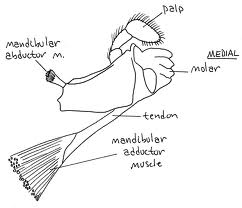 palp
mandibular
abductor m.
MEDIAL
molar
tendon
mandibular
adductor
muscle